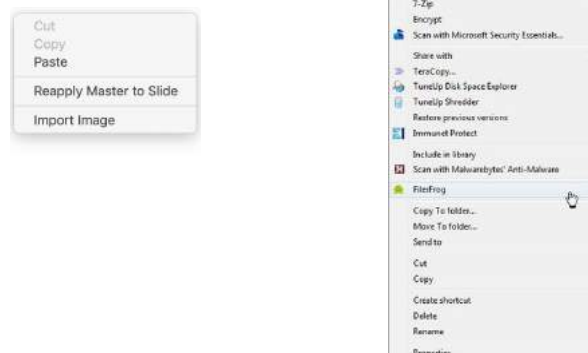 Cut
Copy
Paste
Reapply Master to Slide
Import Image
7-Zip
Encrypt
Scan with Microsoft Security Essentials...
Share with
TeraCopy...
TuneUp Disk Space Explorer
TuneUp Shredder
Restore previous versions
Immunet Protect
Include in library
Scan with Malwarebytes' Anti-Malware
FilerFrog
Copy To folder...
Move To folder...
Send to
Cut
Copy
Create shortcut
Delete
Rename
Properties